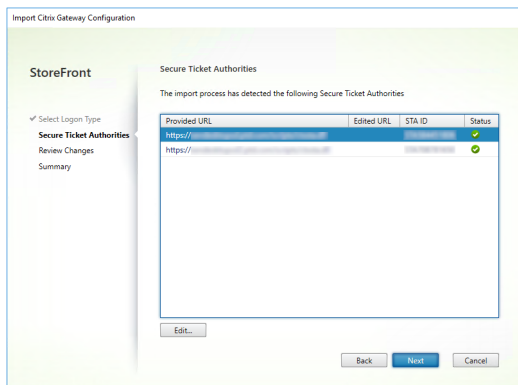 Import Citrix Gateway Configuration
StoreFront
Select Logon Type
Secure Ticket Authorities
Review Changes
Summary
Secure Ticket Authorities
The import process has detected the following Secure Ticket Authorities
Provided URL Edited URL STA ID Status
https://
https://
Edit...
Back Next Cancel